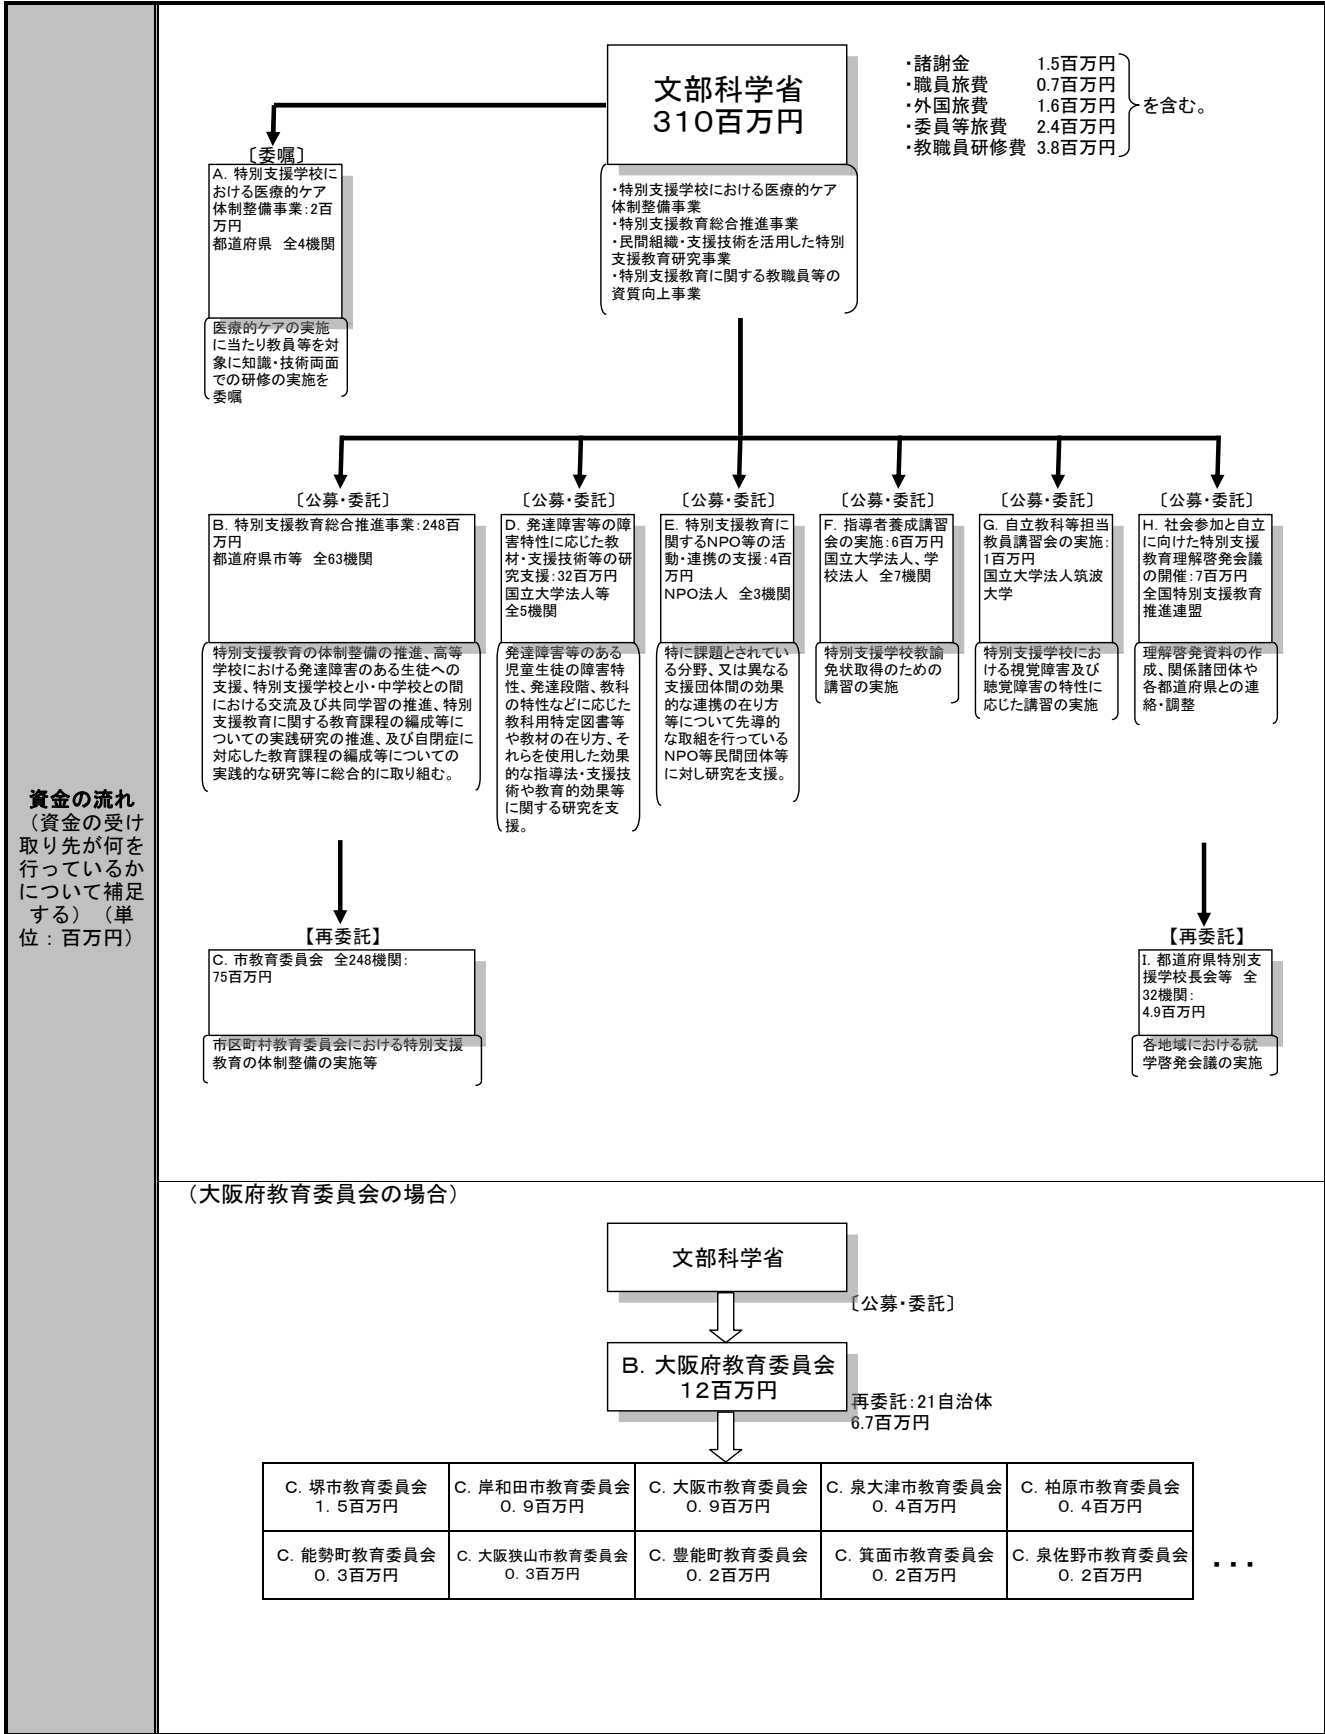 資金の流れ
（資金の受け
取り先が何を
行っているか
について補足
する）（単
位：百万円）
文部科学省
310百万円
・諸謝金 1.5百万円
・職員旅費 0.7百万円
・外国旅費 1.6百万円
・委員等旅費 2.4百万円
・教職員研修費 3.8百万円
を含む。
・特別支援学校における医療的ケア
体制整備事業
・特別支援教育総合推進事業
・民間組織・支援技術を活用した特別
支援教育研究事業
・特別支援教育に関する教職員等の
資質向上事業
〔委嘱〕
A. 特別支援学校に
おける医療的ケア
体制整備事業：2百
万円
都道府県 全4機関
医療的ケアの実施
に当たり教員等を対
象に知識・技術両面
での研修の実施を
委嘱
〔公募・委託〕
B. 特別支援教育総合推進事業：248百
万円
都道府県市等 全63機関
特別支援教育の体制整備の推進、高等
学校における発達障害のある生徒への
支援、特別支援学校と小・中学校との間
における交流及び共同学習の推進、特別
支援教育に関する教育課程の編成等に
ついての実践研究の推進、及び自閉症に
対応した教育課程の編成等についての
実践的な研究等に総合的に取り組む。
〔公募・委託〕
D. 発達障害等の障
害特性に応じた教
材・支援技術等の研
究支援：32百万円
国立大学法人等
全5機関
発達障害等のある
児童生徒の障害特
性、発達段階、教科
の特性などに応じた
教科用特定図書等
や教材の在り方、そ
れらを使用した効果
的な指導法・支援技
術や教育的効果等
に関する研究を支
援。
〔公募・委託〕
E. 特別支援教育に
関するNPO等の活
動・連携の支援：4百
万円
NPO法人 全3機関
特に課題とされてい
る分野、又は異なる
支援団体間の効果
的な連携の在り方
等について先導的
な取組を行っている
NPO等民間団体等
に対し研究を支援。
〔公募・委託〕
F. 指導者養成講習
会の実施：6百万円
国立大学法人、学
校法人 全7機関
特別支援学校教諭
免状取得のための
講習の実施
〔公募・委託〕
G. 自立教科等担当
教員講習会の実施：
1百万円
国立大学法人筑波
大学
特別支援学校にお
ける視覚障害及び
聴覚障害の特性に
応じた講習の実施
〔公募・委託〕
H. 社会参加と自立
に向けた特別支援
教育理解啓発会議
の開催：7百万円
全国特別支援教育
推進連盟
理解啓発資料の作
成、関係諸団体や
各都道府県との連
絡・調整
【再委託】
C. 市教育委員会 全248機関：
75百万円
市区町村教育委員会における特別支援
教育の体制整備の実施等
【再委託】
I. 都道府県特別支
援学校長会等 全
32機関：
4.9百万円
各地域における就
学啓発会議の実施
（大阪府教育委員会の場合）
文部科学省
〔公募・委託〕
B. 大阪府教育委員会
12百万円
再委託：21自治体
6.7百万円
C. 堺市教育委員会
1. 5百万円
C. 岸和田市教育委員会
0. 9百万円
C. 大阪市教育委員会
0. 9百万円
C. 泉大津市教育委員会
0. 4百万円
C. 柏原市教育委員会
0. 4百万円
C. 能勢町教育委員会
0. 3百万円
C. 大阪狭山市教育委員会
0. 3百万円
C. 豊能町教育委員会
0. 2百万円
C. 箕面市教育委員会
0. 2百万円
C. 泉佐野市教育委員会
0. 2百万円
・・・